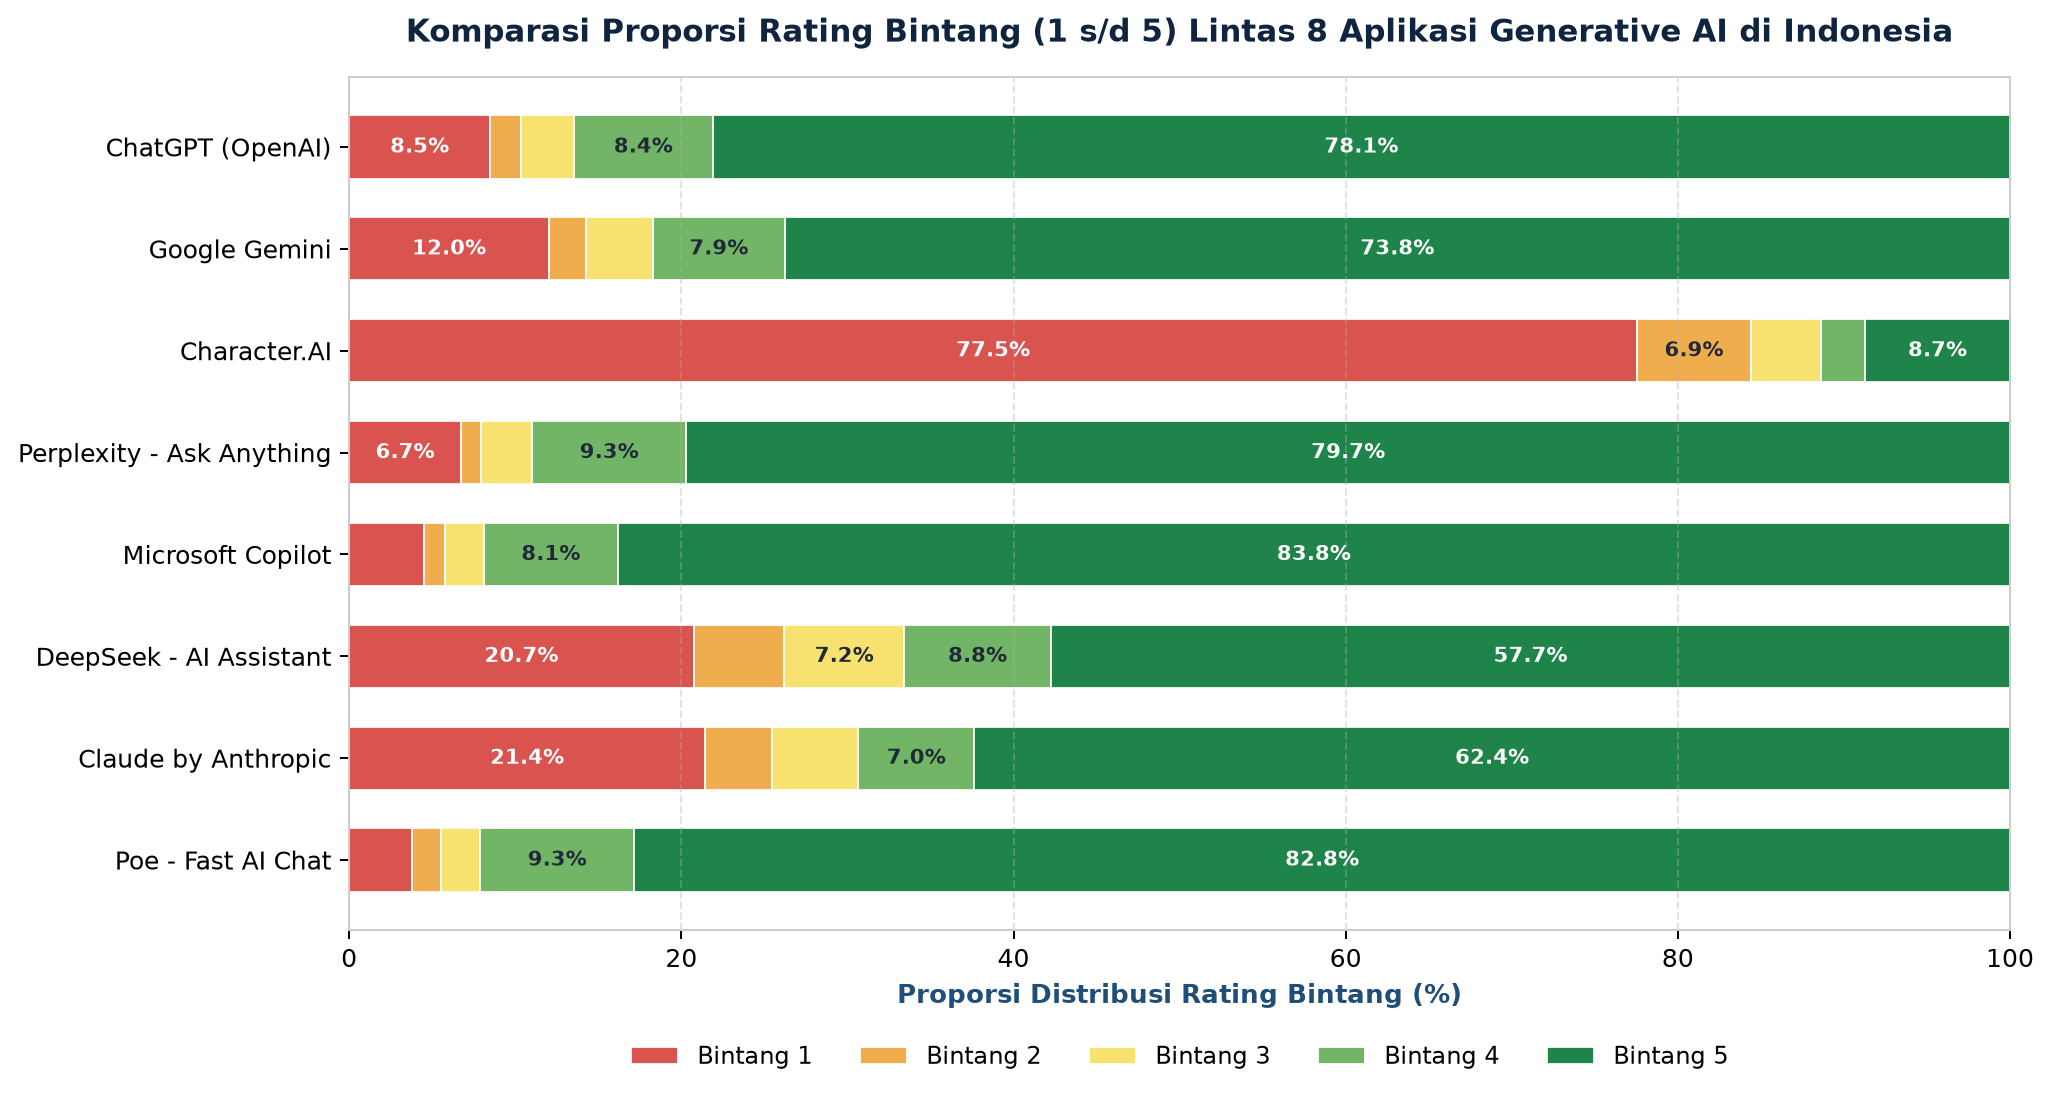 Komparasi Proporsi Rating Bintang (1 s/d 5) Lintas 8 Aplikasi Generative AI di Indonesia
ChatGPT (OpenAI) 8.5% 8.4% 78.1%
Google Gemini 12.0% 7.9% 73.8%
Character.AI 77.5% 6.9% 8.7%
Perplexity - Ask Anything 6.7% 9.3% 79.7%
Microsoft Copilot 8.1% 83.8%
DeepSeek - AI Assistant 20.7% 7.2% 8.8% 57.7%
Claude by Anthropic 21.4% 7.0% 62.4%
Poe - Fast AI Chat 9.3% 82.8%
0 20 40 60 80 100
Proporsi Distribusi Rating Bintang (%)
Bintang 1 Bintang 2 Bintang 3 Bintang 4 Bintang 5